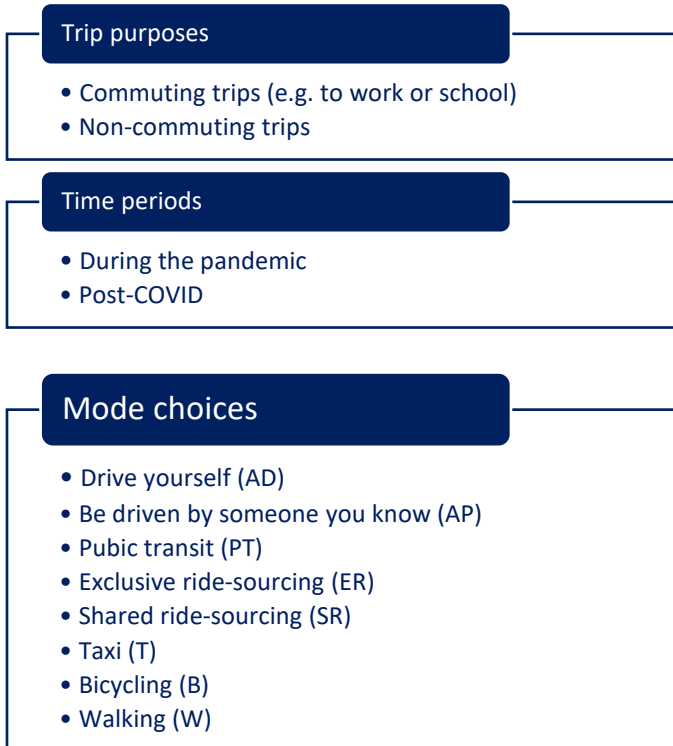 Trip purposes
• Commuting trips (e.g. to work or school)
• Non-commuting trips
Time periods
• During the pandemic
• Post-COVID
Mode choices
• Drive yourself (AD)
• Be driven by someone you know (AP)
• Pubic transit (PT)
• Exclusive ride-sourcing (ER)
• Shared ride-sourcing (SR)
• Taxi (T)
• Bicycling (B)
• Walking (W)